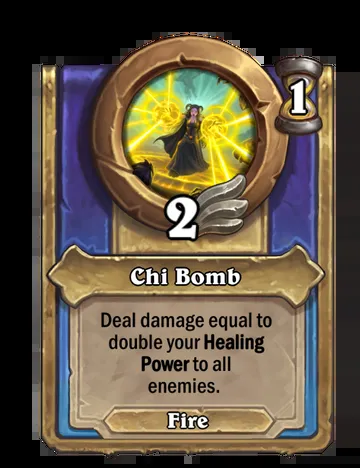 1
2
Chi Bomb
Deal damage equal to
double your Healing
Power to all
enemies.
Fire